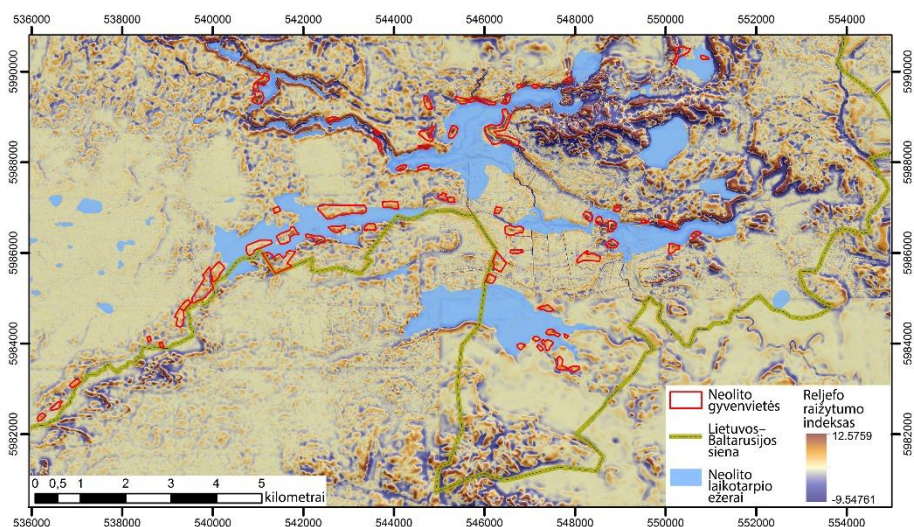 536000 538000 540000 542000 544000 546000 548000 550000 552000 554000
5990000 5990000
5988000 5988000
5986000 5986000
5984000 5984000
5982000 5982000
Neolito
gyvenvietės
Lietuvos–
Baltarusijos
siena
Neolito
laikotarpio
ežerai
Reljefo
raižytumo
indeksas
12.5759
-9.54761
0 0,5 1 2 3 4 5
kilometrai
536000 538000 540000 542000 544000 546000 548000 550000 552000 554000